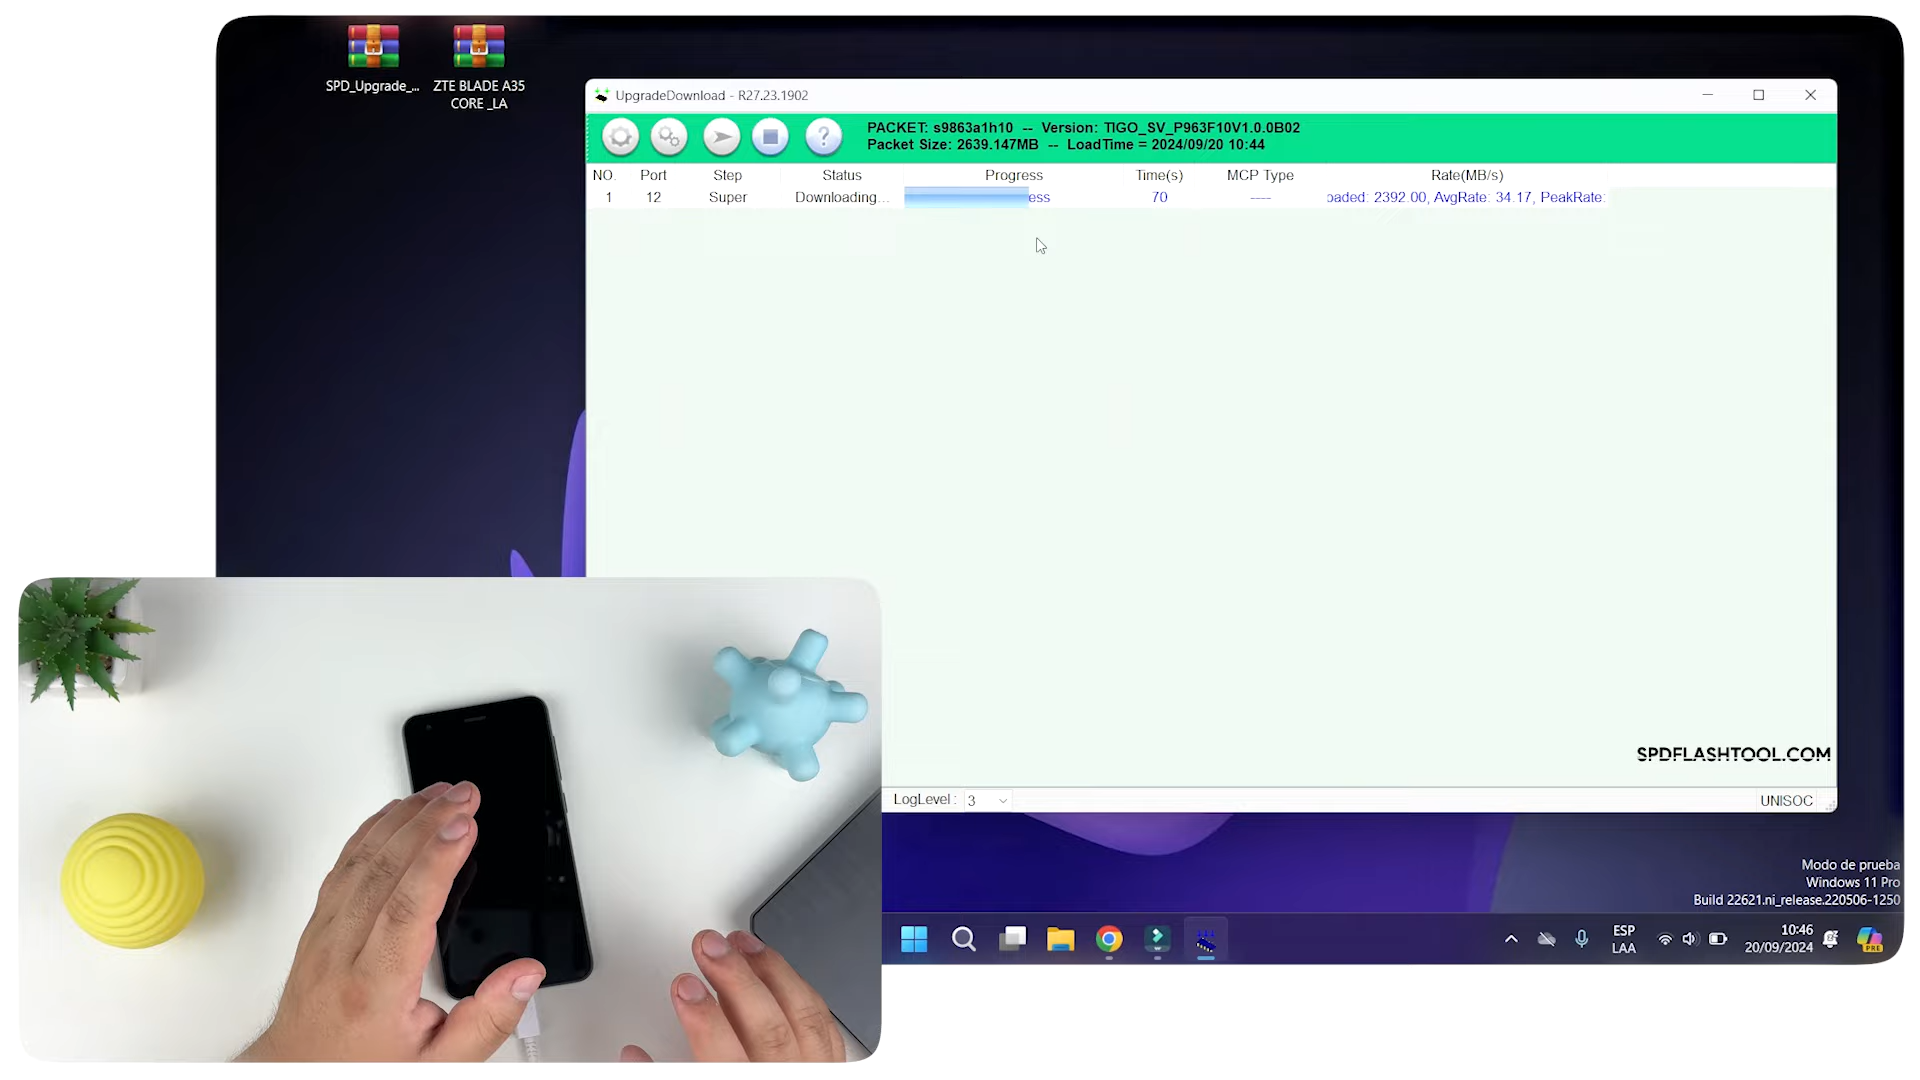 SPD_Upgrade_...
ZTE BLADE A35
CORE _LA
UpgradeDownload - R27.23.1902
PACKET: s9863a1h10 -- Version: TIGO_SV_P963F10V1.0.0B02
Packet Size: 2639.147MB -- LoadTime = 2024/09/20 10:44
NO. Port Step Status Progress Time(s) MCP Type Rate(MB/s)
1 12 Super Downloading... ess 70 ---- oaded: 2392.00, AvgRate: 34.17, PeakRate:
SPDFLASHTOOL.COM
LogLevel : 3
UNISOC
Modo de prueba
Windows 11 Pro
Build 22621.ni_release.220506-1250
ESP
LAA
10:46
20/09/2024
PRE